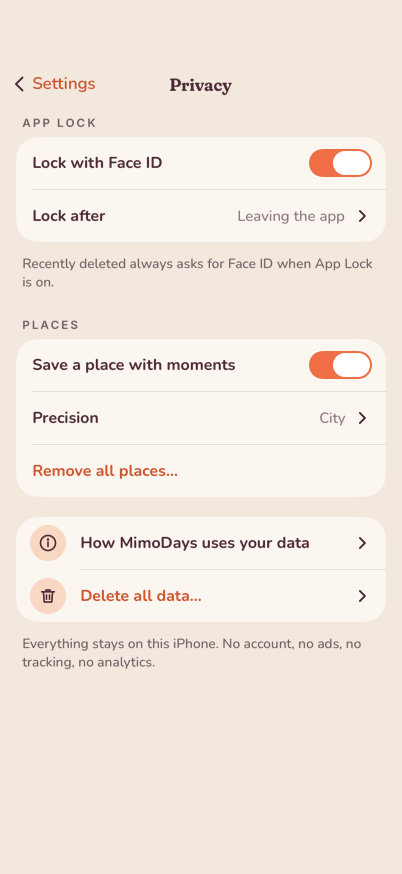 Settings
Privacy
APP LOCK
Lock with Face ID
Lock after
Leaving the app
Recently deleted always asks for Face ID when App Lock
is on.
PLACES
Save a place with moments
Precision
City
Remove all places...
How MimoDays uses your data
Delete all data...
Everything stays on this iPhone. No account, no ads, no
tracking, no analytics.